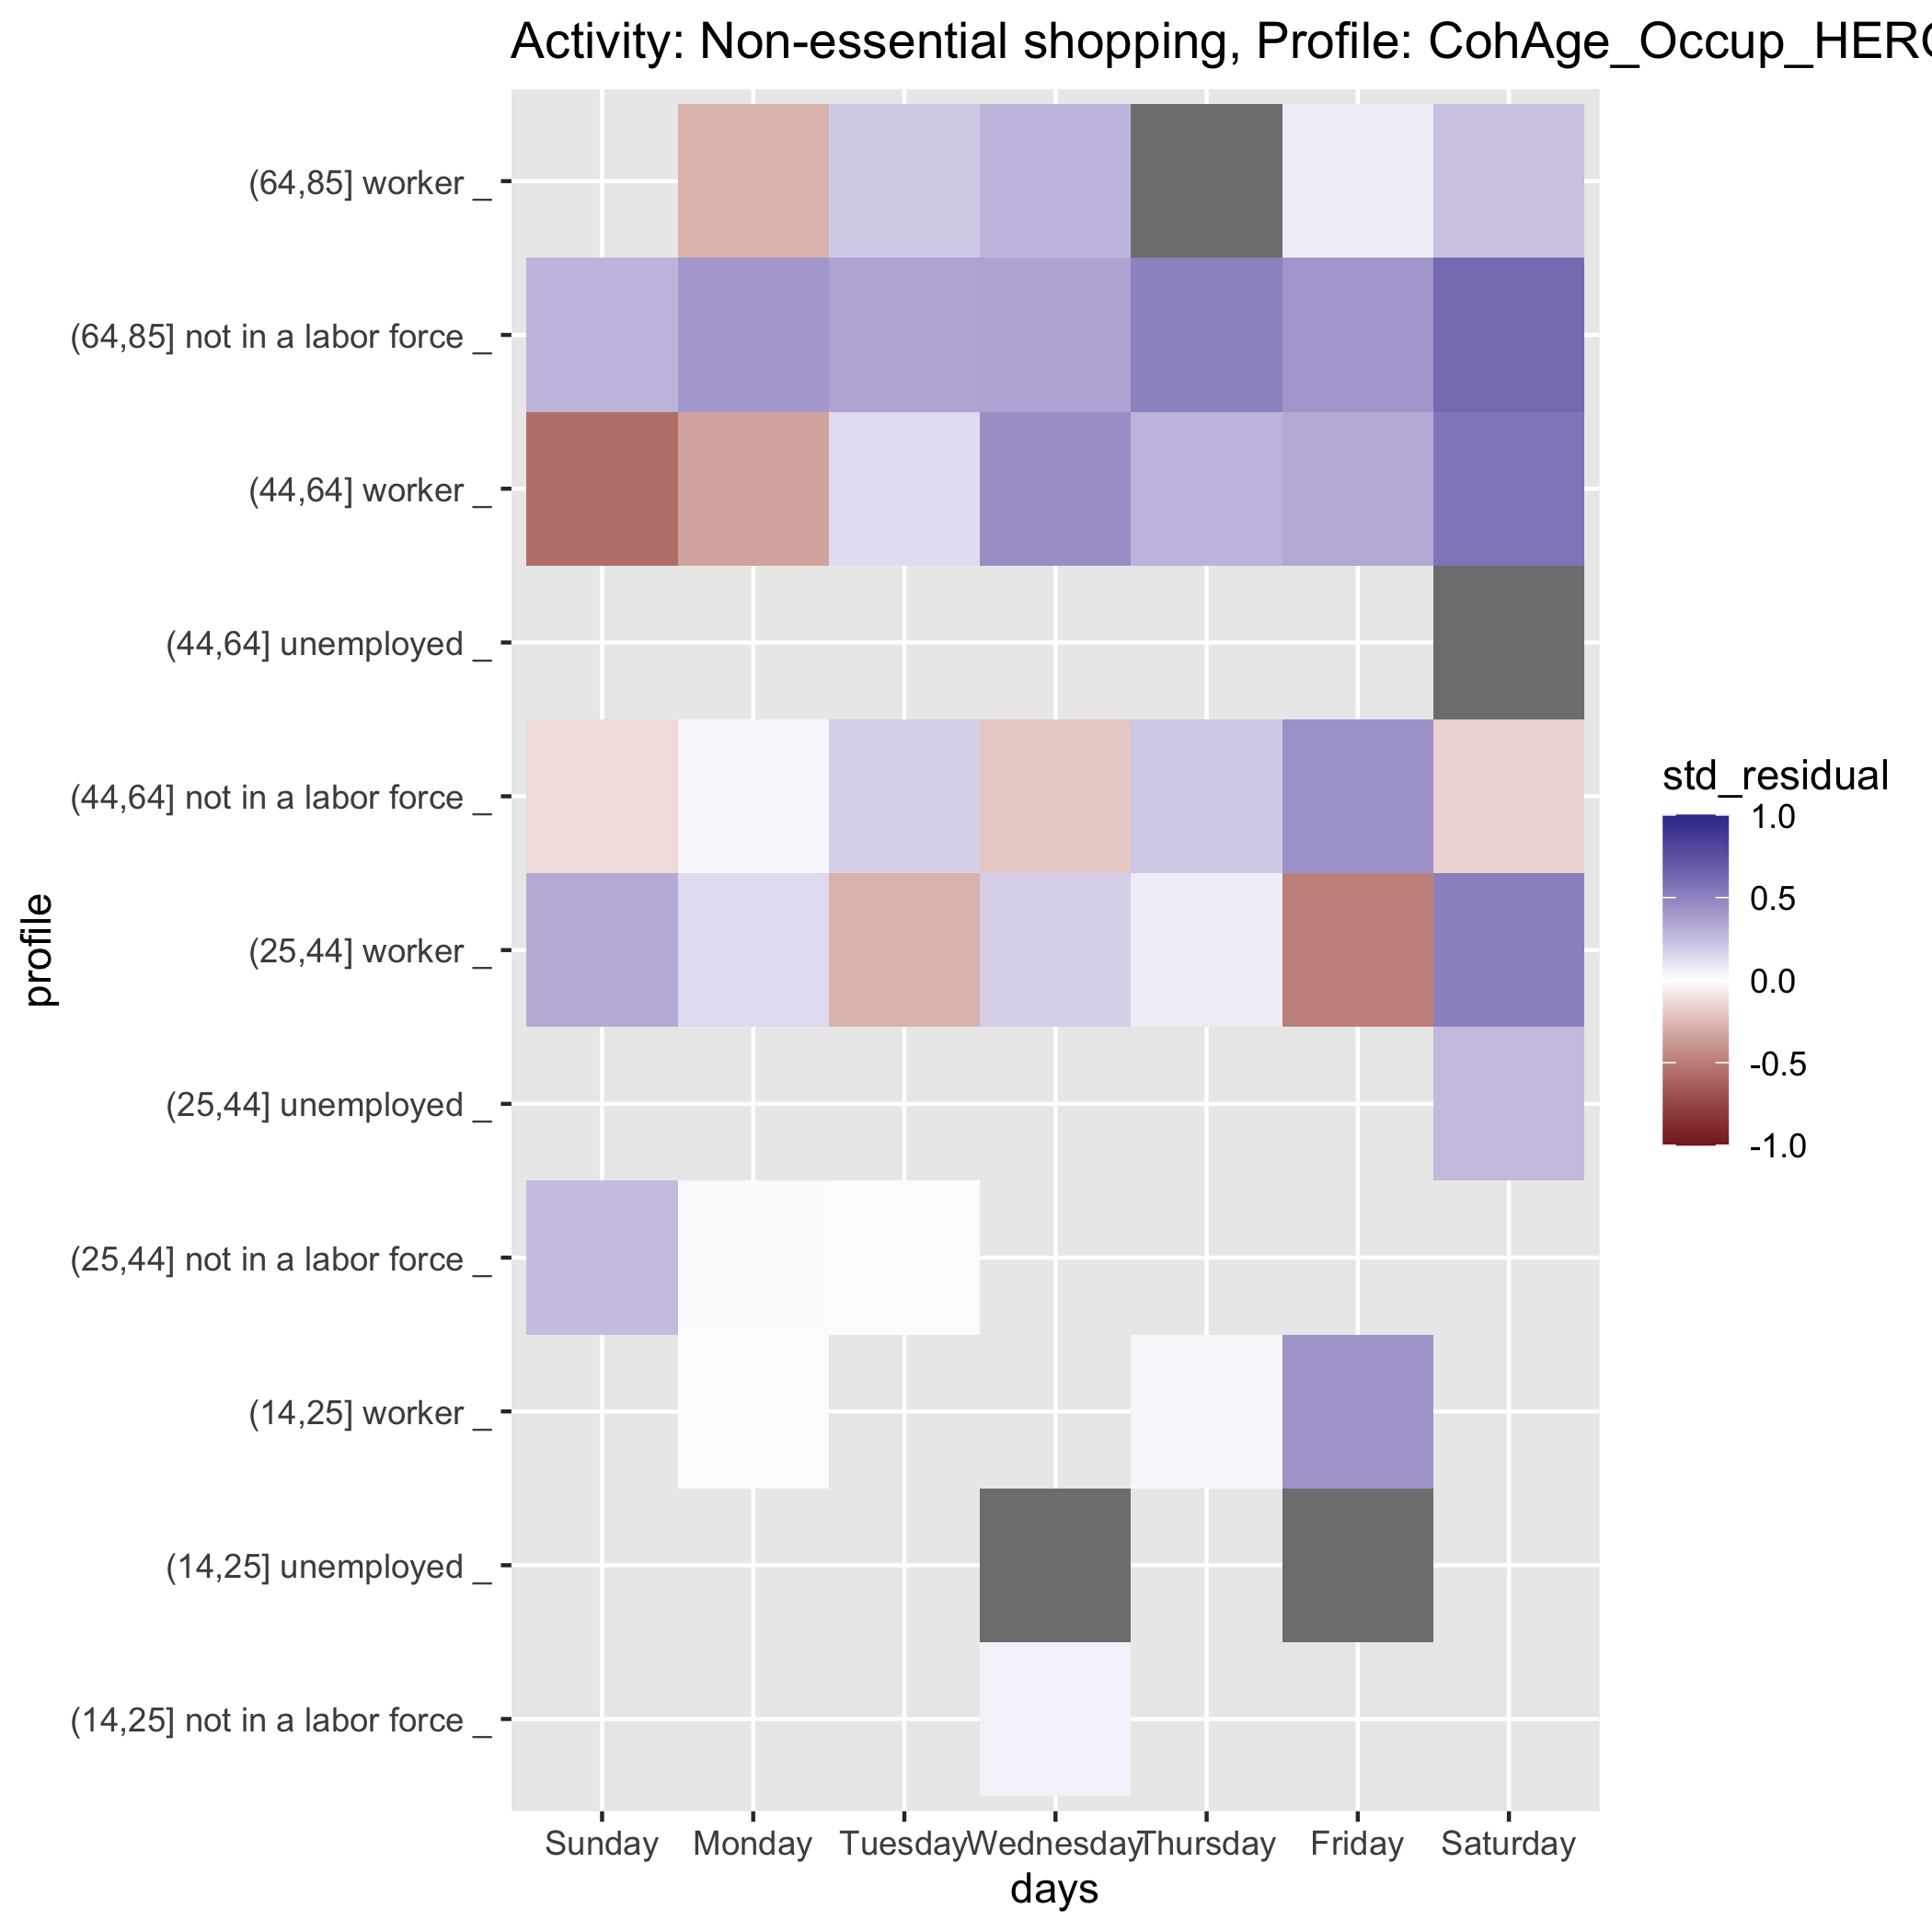 Activity: Non-essential shopping, Profile: CohAge_Occup_HERC
(64,85] worker _
(64,85] not in a labor force _
(44,64] worker _
(44,64] unemployed _
(44,64] not in a labor force _
(25,44] worker _
(25,44] unemployed _
(25,44] not in a labor force _
(14,25] worker _
(14,25] unemployed _
(14,25] not in a labor force _
profile
Sunday Monday Tuesday Wednesday Thursday Friday Saturday
days
std_residual
1.0
0.5
0.0
-0.5
-1.0